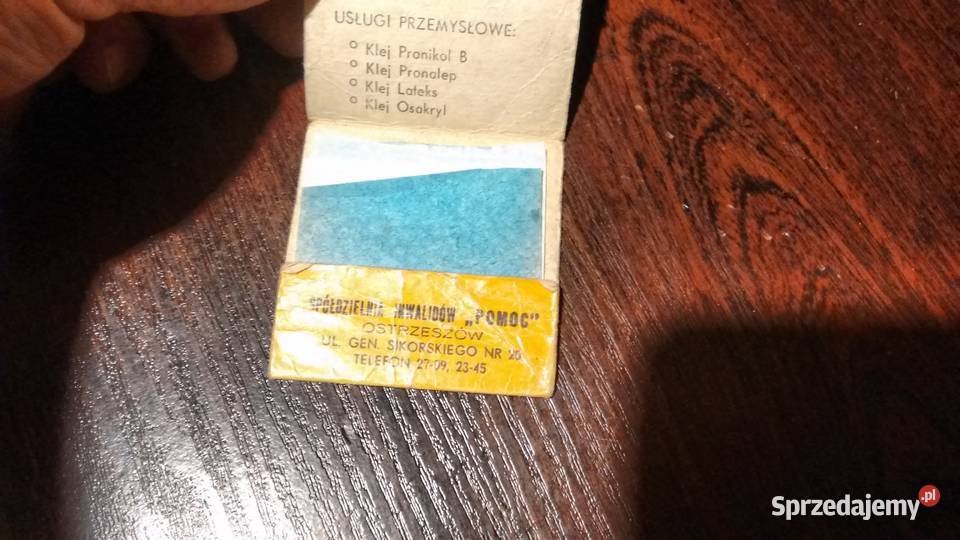 USŁUGI PRZEMYSŁOWE:
° Klej Pronikol B
° Klej Pronalep
° Klej Lateks
° Klej Osakryl
SPÓŁDZIELNIA INWALIDÓW „POMOC"
OSTRZESZÓW
UL. GEN. SIKORSKIEGO NR 20
TELEFON 27-09, 23-45
Sprzedajemy.pl